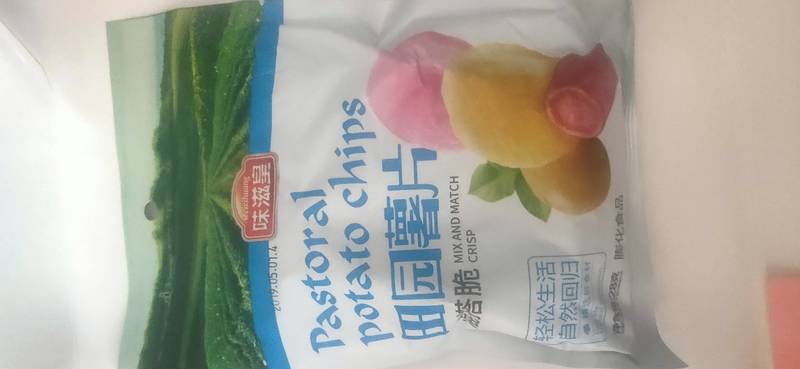 味滋皇
2019.05.01.4
Pastoral
potato chips
田园薯片
搭脆
MIX AND MATCH
CRISP
轻松生活
自然回归
膨化食品